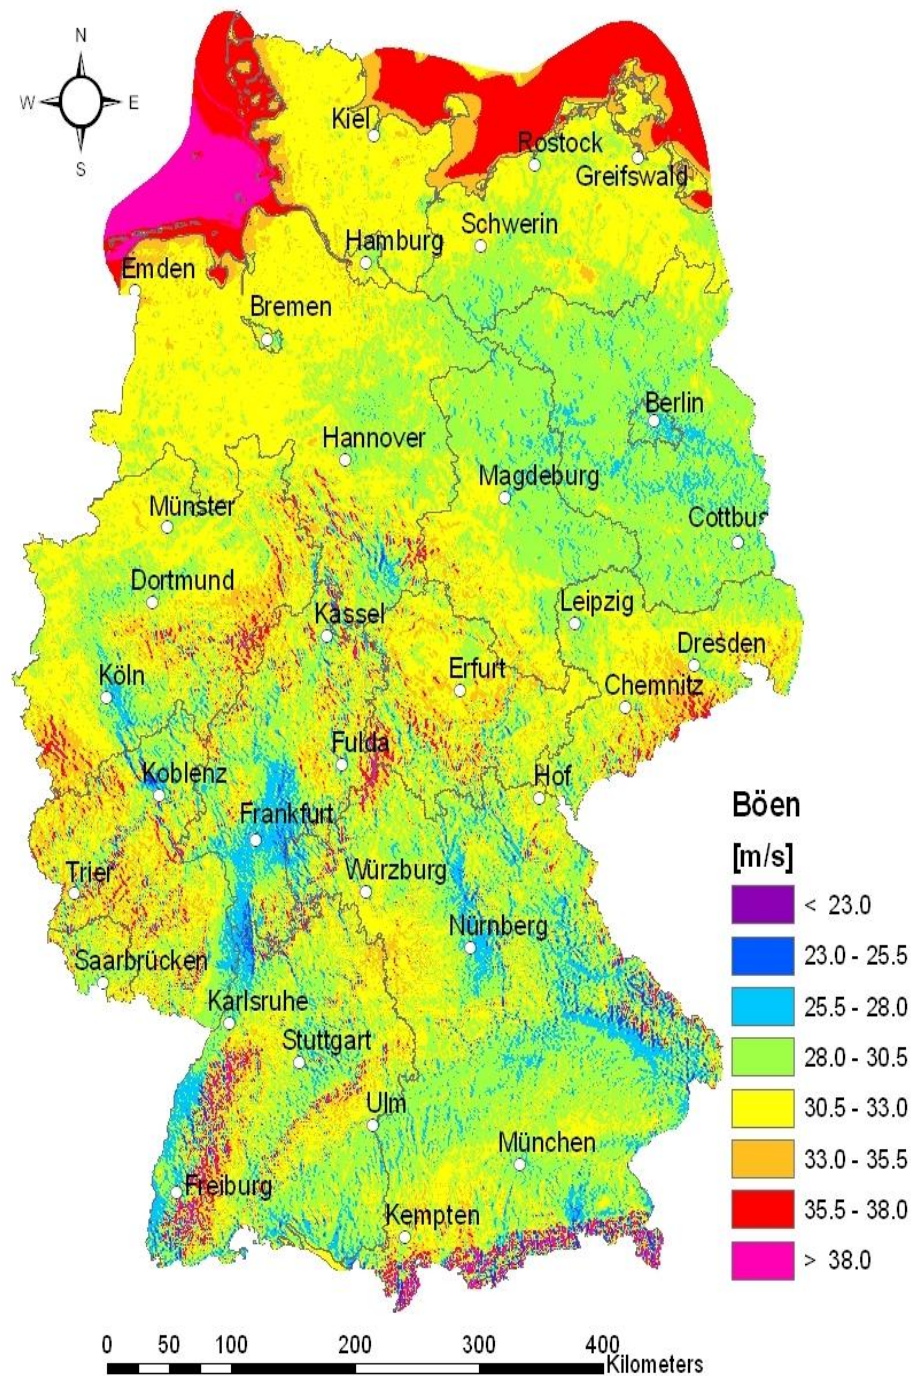 N
W E
S
Kiel
Rostock
Greifswald
Schwerin
Hamburg
Emden
Bremen
Berlin
Hannover
Magdeburg
Münster
Cottbus
Dortmund
Leipzig
Kassel
Dresden
Erfurt
Köln
Chemnitz
Fulda
Koblenz
Hof
Frankfurt
Trier
Würzburg
Nürnberg
Saarbrücken
Karlsruhe
Stuttgart
Ulm
München
Freiburg
Kempten
Böen
[m/s]
< 23.0
23.0 - 25.5
25.5 - 28.0
28.0 - 30.5
30.5 - 33.0
33.0 - 35.5
35.5 - 38.0
> 38.0
0 50 100 200 300 400
Kilometers